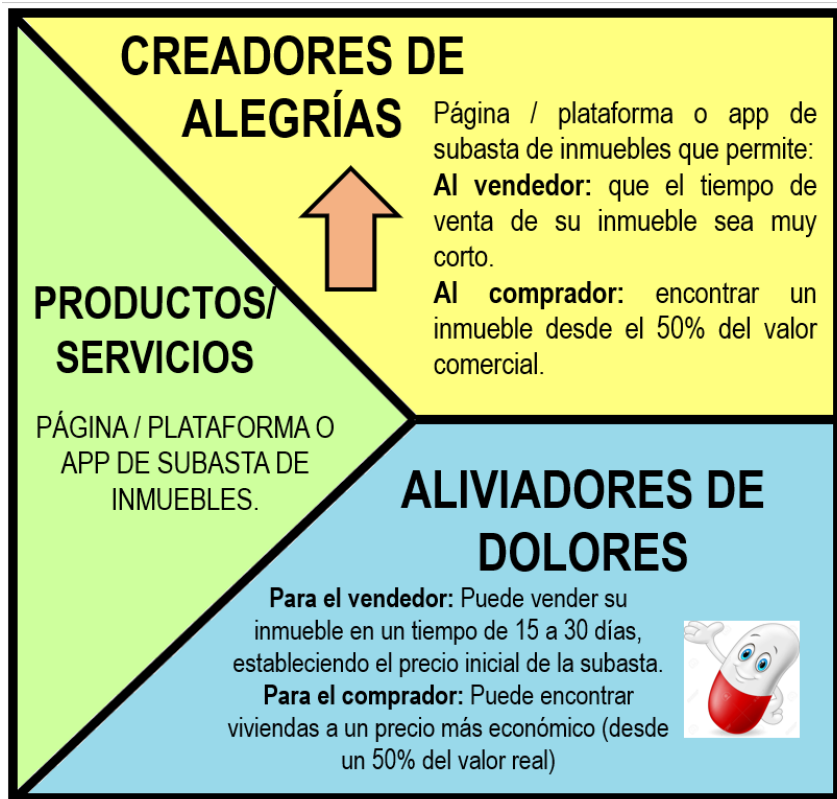 CREADORES DE
ALEGRÍAS
Página / plataforma o app de
subasta de inmuebles que permite:
Al vendedor: que el tiempo de
venta de su inmueble sea muy
corto.
Al comprador: encontrar un
inmueble desde el 50% del valor
comercial.
PRODUCTOS/
SERVICIOS
PÁGINA / PLATAFORMA O
APP DE SUBASTA DE
INMUEBLES.
ALIVIADORES DE
DOLORES
Para el vendedor: Puede vender su
inmueble en un tiempo de 15 a 30 días,
estableciendo el precio inicial de la subasta.
Para el comprador: Puede encontrar
viviendas a un precio más económico (desde
un 50% del valor real)